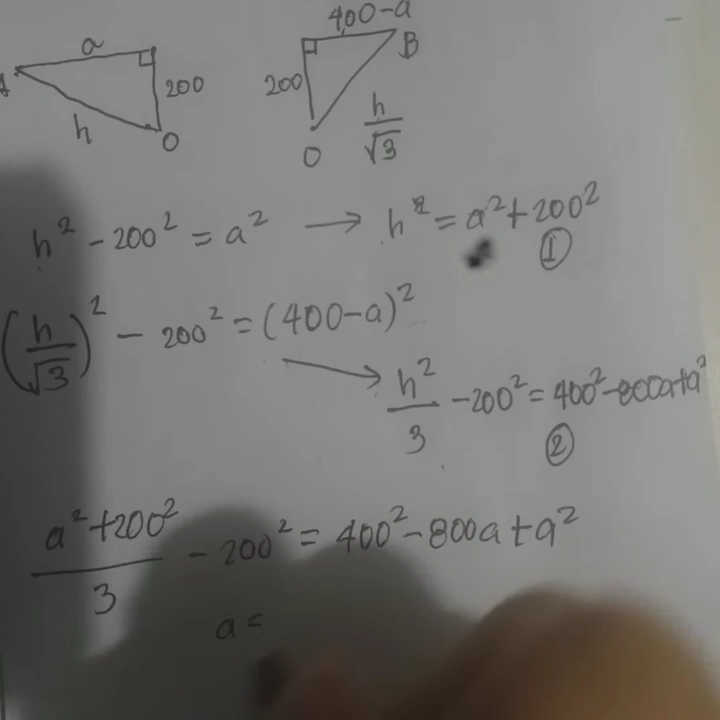 a
400-a
A
200
200
B
h
O
h/√3
O
h² - 200² = a² → h² = a² + 200²
①
(h/√3)² - 200² = (400-a)²
→ h²/3 - 200² = 400² - 800a + a²
②
(a² + 200²)/3 - 200² = 400² - 800a + a²
a =